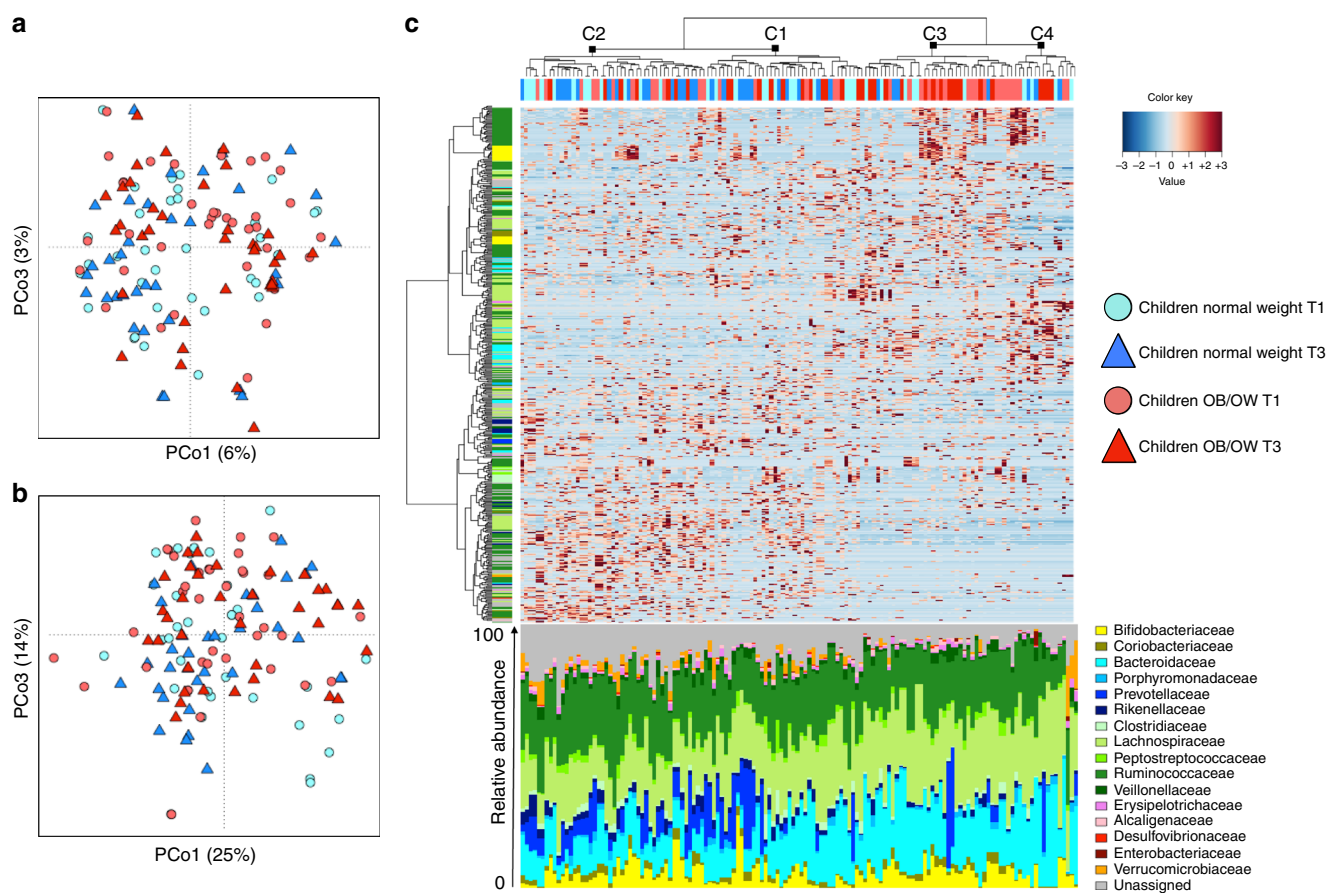 a
PCo3 (3%)
PCo1 (6%)
b
PCo3 (14%)
PCo1 (25%)
c
C2
C1
C3
C4
Color key
−3 −2 −1 0 +1 +2 +3
Value
Children normal weight T1
Children normal weight T3
Children OB/OW T1
Children OB/OW T3
100
Relative abundance
0
Bifidobacteriaceae
Coriobacteriaceae
Bacteroidaceae
Porphyromonadaceae
Prevotellaceae
Rikenellaceae
Clostridiaceae
Lachnospiraceae
Peptostreptococcaceae
Ruminococcaceae
Veillonellaceae
Erysipelotrichaceae
Alcaligenaceae
Desulfovibrionaceae
Enterobacteriaceae
Verrucomicrobiaceae
Unassigned